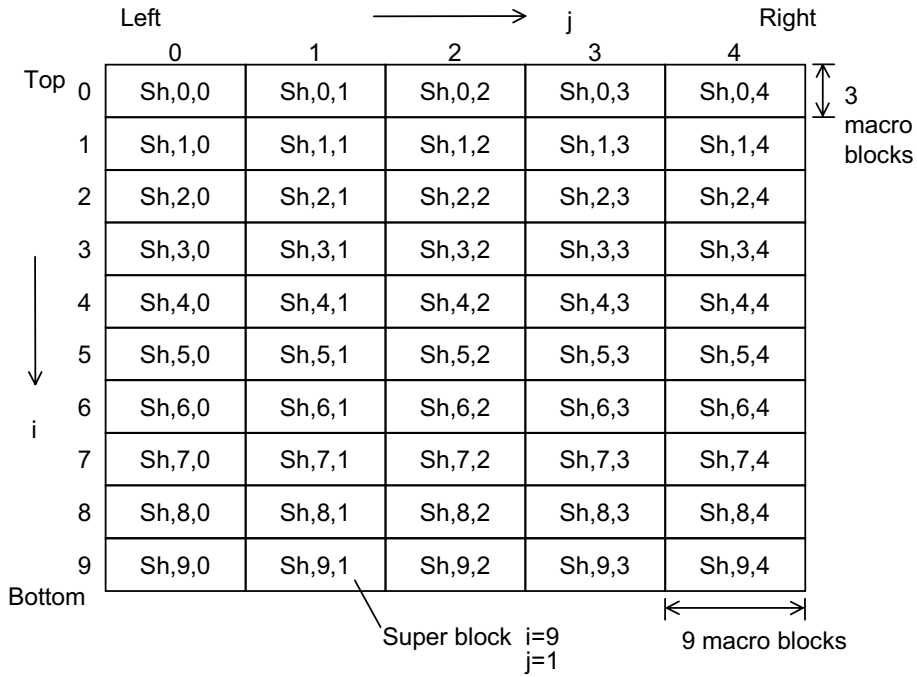 Left j Right
0 1 2 3 4
Top 0 Sh,0,0 Sh,0,1 Sh,0,2 Sh,0,3 Sh,0,4 3
macro
blocks
1 Sh,1,0 Sh,1,1 Sh,1,2 Sh,1,3 Sh,1,4
2 Sh,2,0 Sh,2,1 Sh,2,2 Sh,2,3 Sh,2,4
3 Sh,3,0 Sh,3,1 Sh,3,2 Sh,3,3 Sh,3,4
4 Sh,4,0 Sh,4,1 Sh,4,2 Sh,4,3 Sh,4,4
5 Sh,5,0 Sh,5,1 Sh,5,2 Sh,5,3 Sh,5,4
6 Sh,6,0 Sh,6,1 Sh,6,2 Sh,6,3 Sh,6,4
i
7 Sh,7,0 Sh,7,1 Sh,7,2 Sh,7,3 Sh,7,4
8 Sh,8,0 Sh,8,1 Sh,8,2 Sh,8,3 Sh,8,4
9 Sh,9,0 Sh,9,1 Sh,9,2 Sh,9,3 Sh,9,4
Bottom
Super block i=9
j=1
9 macro blocks